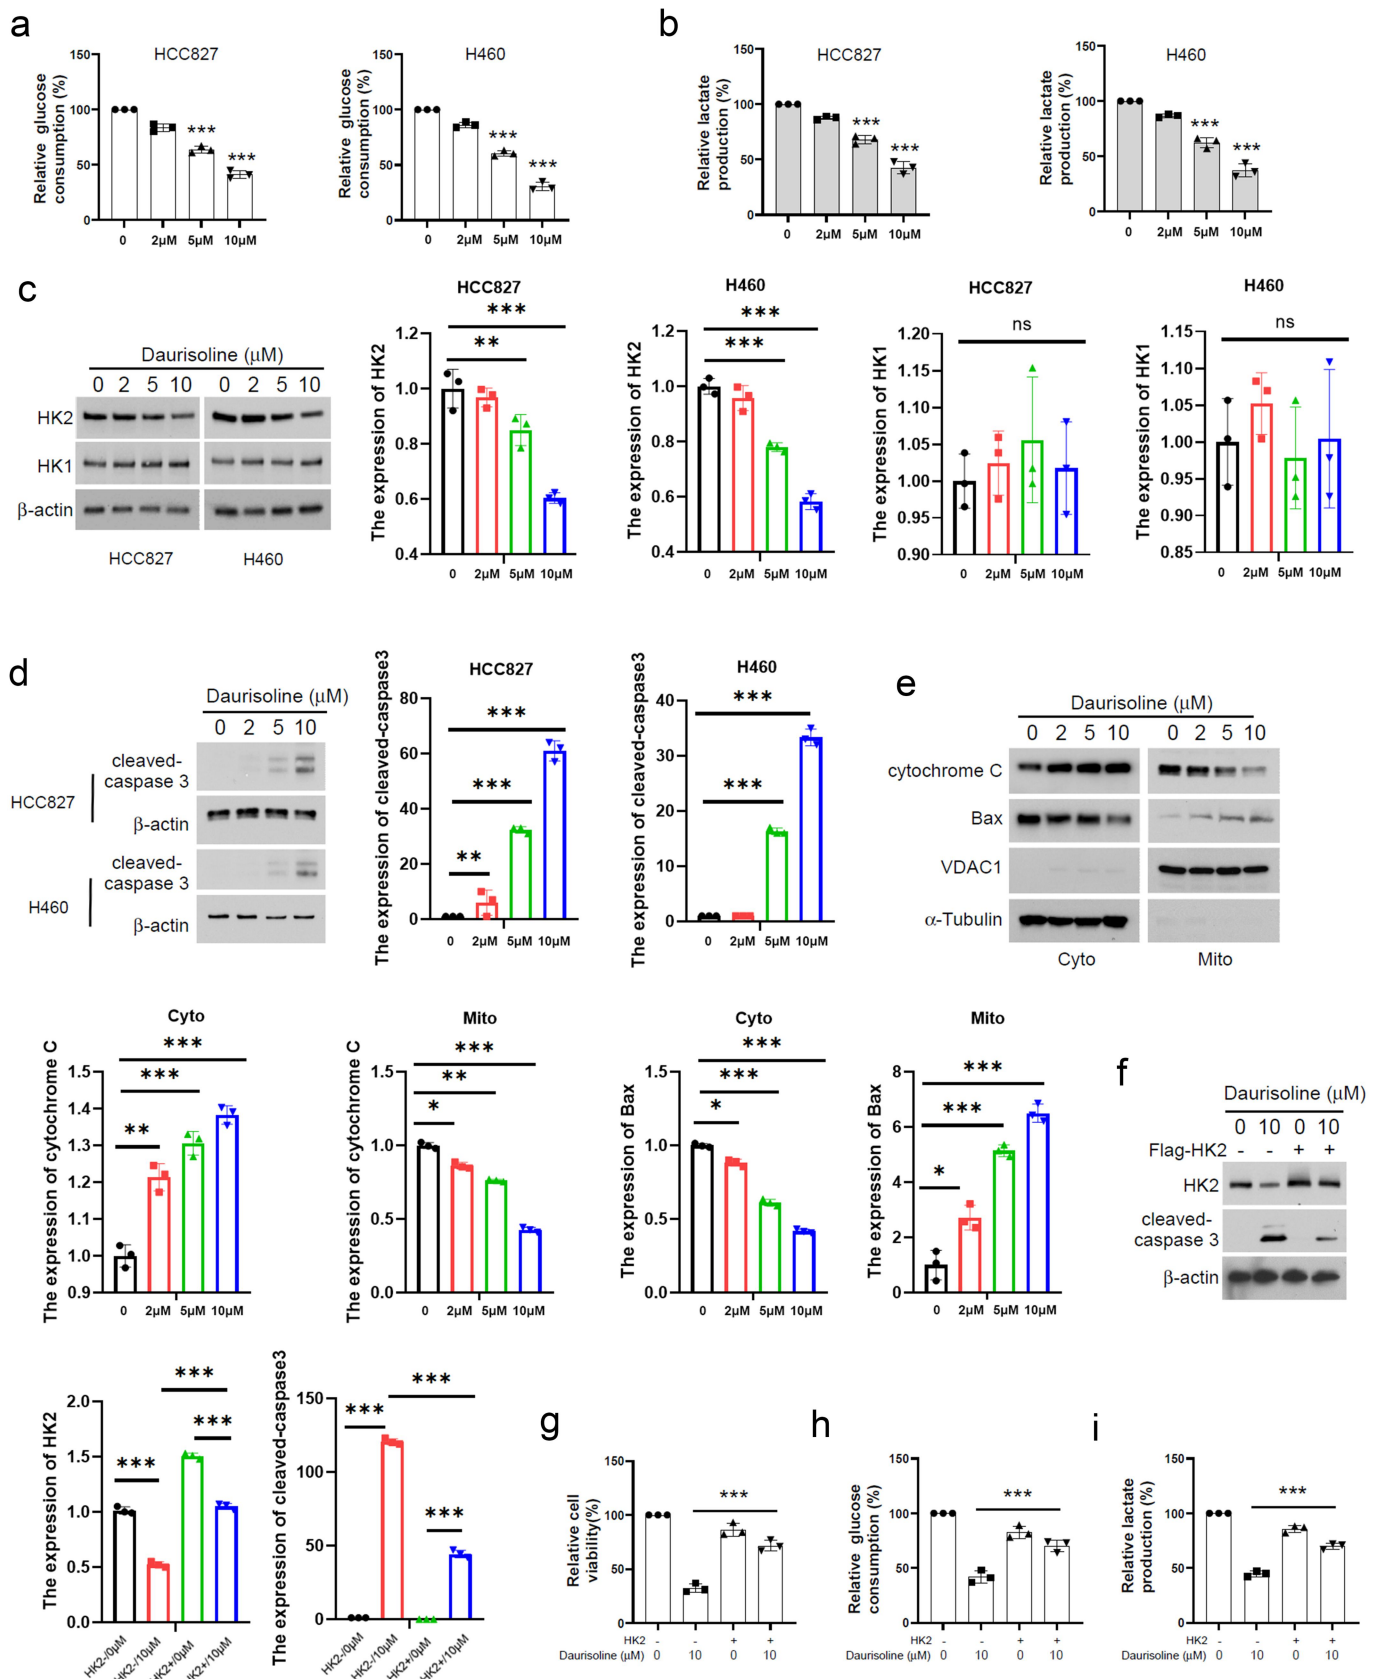 a
HCC827
Relative glucose
consumption (%)
150
100
50
0
0 2μM 5μM 10μM
***
***
H460
Relative glucose
consumption (%)
150
100
50
0
0 2μM 5μM 10μM
***
***
b
HCC827
Relative lactate
production (%)
150
100
50
0
0 2μM 5μM 10μM
***
***
H460
Relative lactate
production (%)
150
100
50
0
0 2μM 5μM 10μM
***
***
c
Daurisoline (μM)
0 2 5 10 0 2 5 10
HK2
HK1
β-actin
HCC827 H460
HCC827
***
**
The expression of HK2
1.2
1.0
0.8
0.6
0.4
0 2μM 5μM 10μM
H460
***
***
The expression of HK2
1.2
1.0
0.8
0.6
0.4
0 2μM 5μM 10μM
HCC827
ns
The expression of HK1
1.20
1.15
1.10
1.05
1.00
0.95
0.90
0 2μM 5μM 10μM
H460
ns
The expression of HK1
1.15
1.10
1.05
1.00
0.95
0.90
0.85
0 2μM 5μM 10μM
d
Daurisoline (μM)
0 2 5 10
HCC827
cleaved-
caspase 3
β-actin
H460
cleaved-
caspase 3
β-actin
HCC827
***
***
**
The expression of cleaved-caspase3
80
60
40
20
0
0 2μM 5μM 10μM
H460
***
***
The expression of cleaved-caspase3
40
30
20
10
0
0 2μM 5μM 10μM
e
Daurisoline (μM)
0 2 5 10 0 2 5 10
cytochrome C
Bax
VDAC1
α-Tubulin
Cyto Mito
Cyto
***
***
**
The expression of cytochrome C
1.5
1.4
1.3
1.2
1.1
1.0
0.9
0 2μM 5μM 10μM
Mito
***
**
*
The expression of cytochrome C
1.5
1.0
0.5
0.0
0 2μM 5μM 10μM
Cyto
***
***
*
The expression of Bax
1.5
1.0
0.5
0.0
0 2μM 5μM 10μM
Mito
***
***
*
The expression of Bax
8
6
4
2
0
0 2μM 5μM 10μM
f
Daurisoline (μM)
0 10 0 10
Flag-HK2 - - + +
HK2
cleaved-
caspase 3
β-actin
***
***
***
The expression of HK2
2.0
1.5
1.0
0.5
0.0
HK2-/0μM
HK2-/10μM
HK2+/0μM
HK2+/10μM
***
***
***
The expression of cleaved-caspase3
150
100
50
0
HK2-/0μM
HK2-/10μM
HK2+/0μM
HK2+/10μM
g
Relative cell
viability(%)
150
100
50
0
***
HK2 - - + +
Daurisoline (μM) 0 10 0 10
h
Relative glucose
consumption (%)
150
100
50
0
***
HK2 - - + +
Daurisoline (μM) 0 10 0 10
i
Relative lactate
production (%)
150
100
50
0
***
HK2 - - + +
Daurisoline (μM) 0 10 0 10